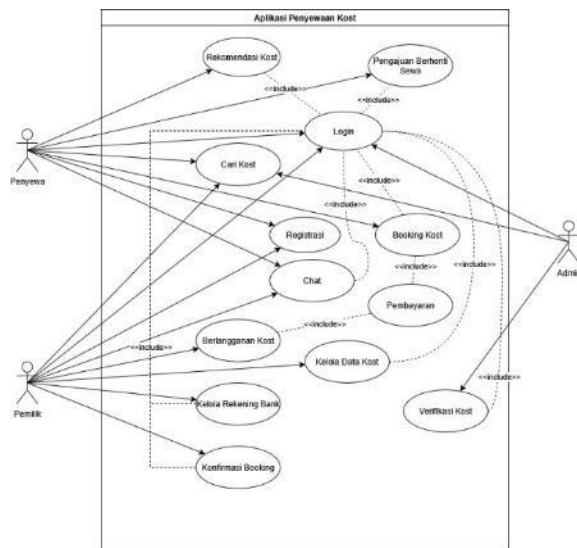 Aplikasi Penyewaan Kost
Rekomendasi Kost
Pengajuan Berhenti
Sewa
<<include>>
<<include>>
Login
Penyewa
Cari Kost
<<include>>
<<include>>
Registrasi
Booking Kost
Admin
<<include>>
<<include>>
Chat
Pembayaran
<<include>>
Berlangganan Kost
<<include>>
Kelola Data Kost
Pemilik
Kelola Rekening Bank
<<include>>
Verifikasi Kost
Konfirmasi Booking